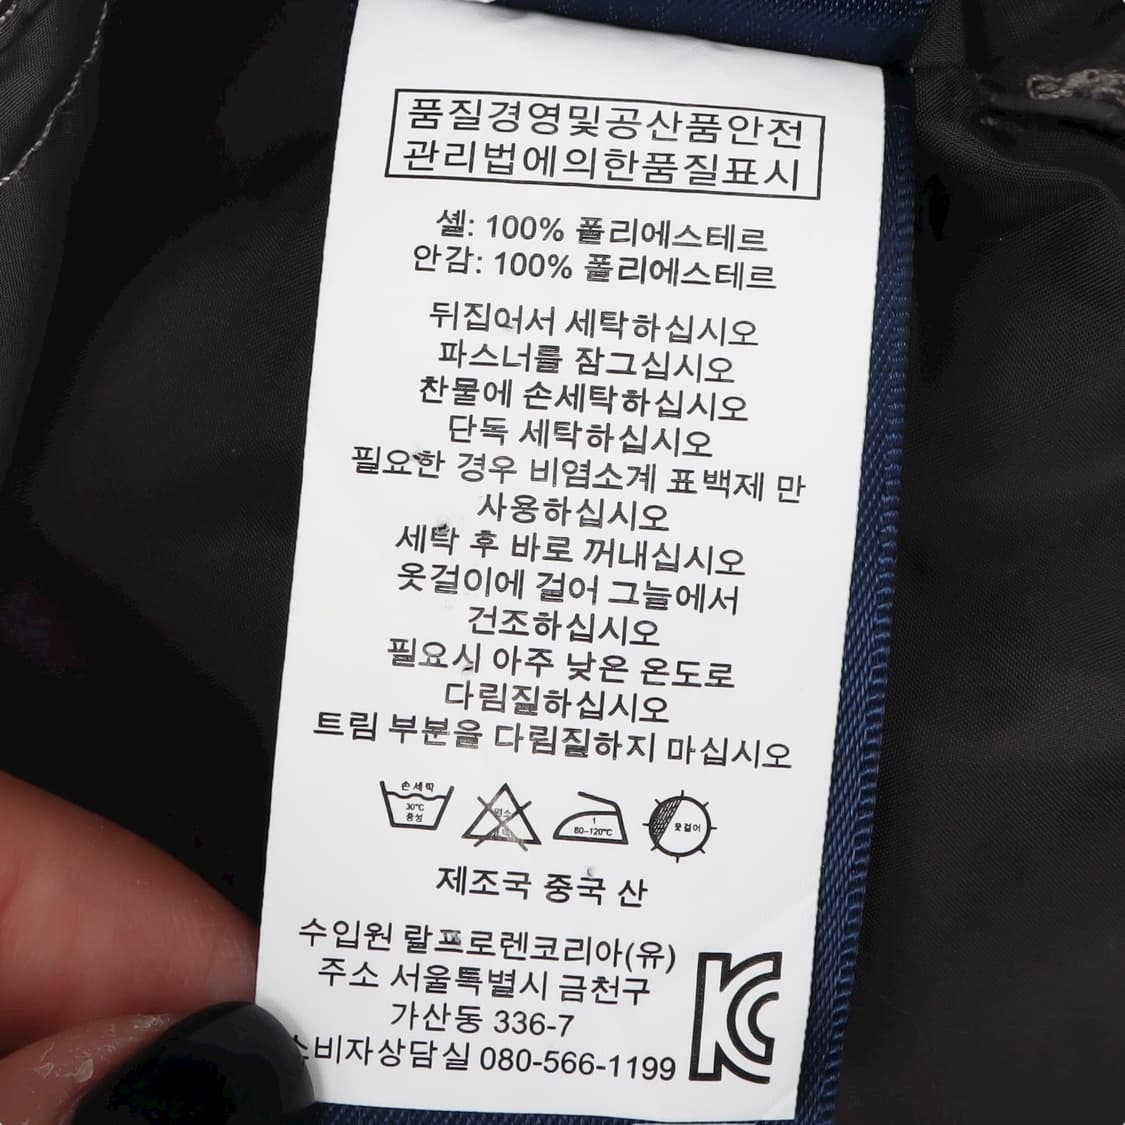 품질경영및공산품안전
관리법에의한품질표시
셸: 100% 폴리에스테르
안감: 100% 폴리에스테르
뒤집어서 세탁하십시오
파스너를 잠그십시오
찬물에 손세탁하십시오
단독 세탁하십시오
필요한 경우 비염소계 표백제 만
사용하십시오
세탁 후 바로 꺼내십시오
옷걸이에 걸어 그늘에서
건조하십시오
필요시 아주 낮은 온도로
다림질하십시오
트림 부분을 다림질하지 마십시오
손세탁
30℃
중성
염소
1
80~120℃
옷걸이
제조국 중국 산
수입원 랄프로렌코리아(유)
주소 서울특별시 금천구
가산동 336-7
소비자상담실 080-566-1199
KC